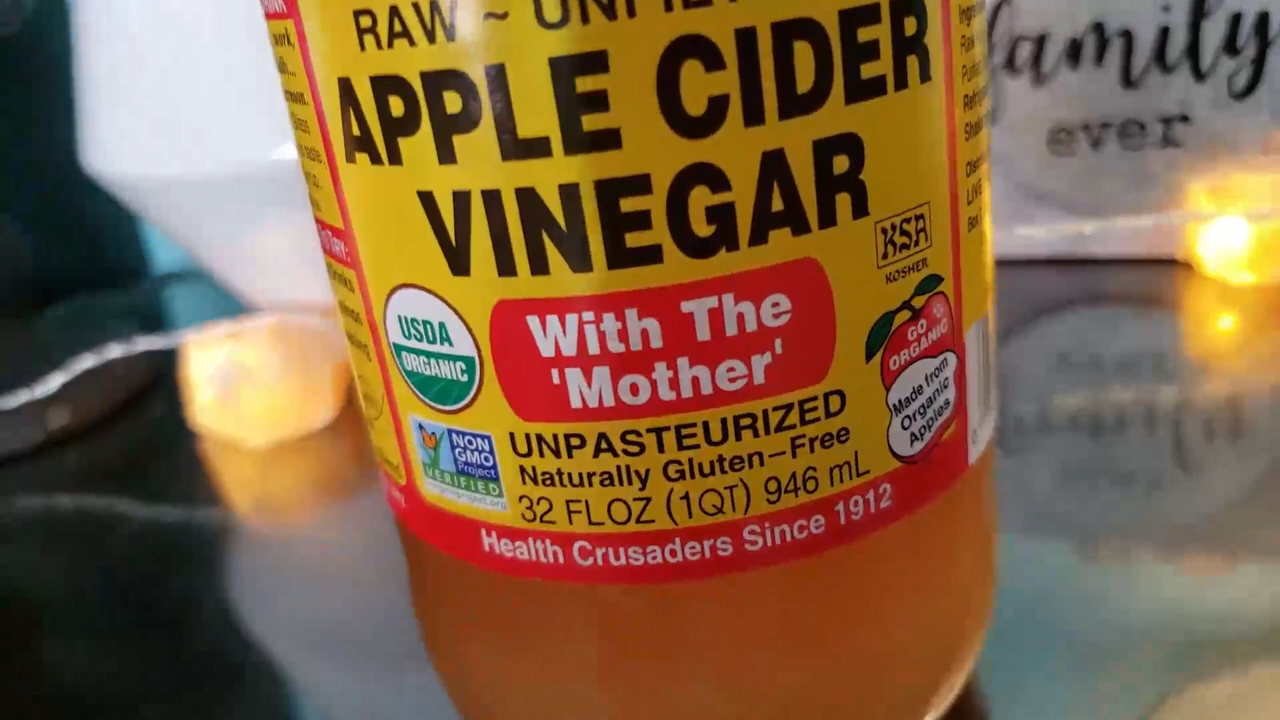 RAW ~
APPLE CIDER
VINEGAR
KSA
KOSHER
USDA
ORGANIC
With The
'Mother'
GO
ORGANIC
Made from
Organic
Apples
NON
GMO
Project
VERIFIED
UNPASTEURIZED
Naturally Gluten-Free
32 FLOZ (1QT) 946 mL
Health Crusaders Since 1912
work,
family
ever